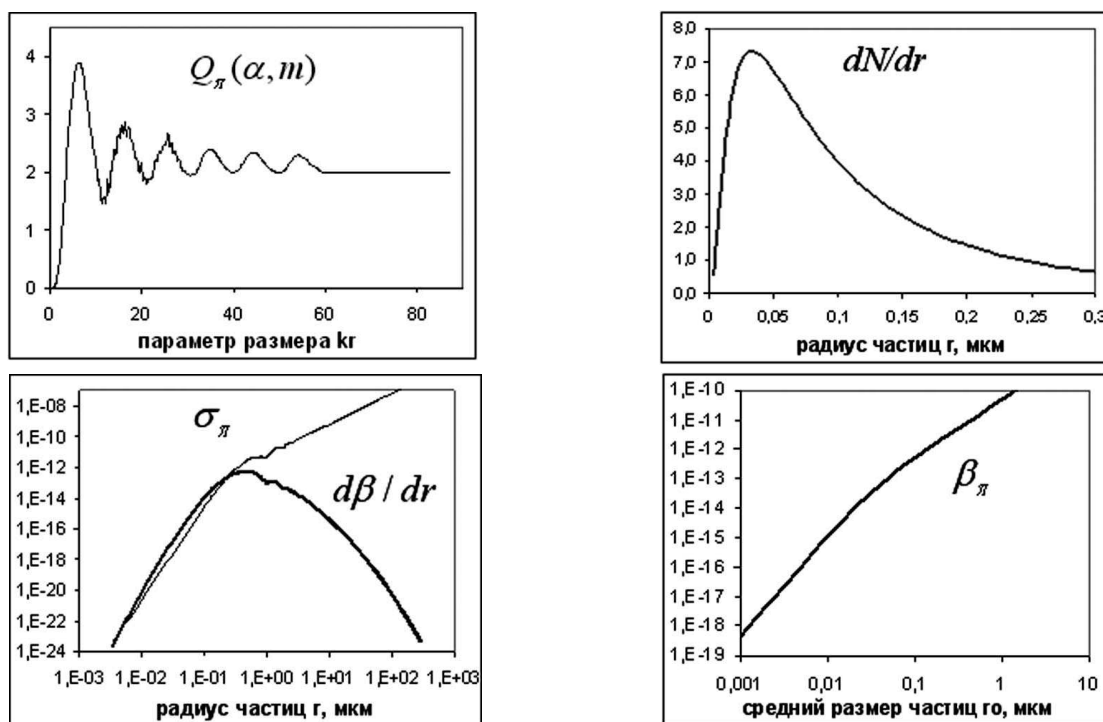 4
3
2
1
0
Q_π(α,m)
0 20 40 60 80
параметр размера kr
8,0
7,0
6,0
5,0
4,0
3,0
2,0
1,0
0,0
dN/dr
0 0,05 0,1 0,15 0,2 0,25 0,3
радиус частиц r, мкм
1,E-08
1,E-10
1,E-12
1,E-14
1,E-16
1,E-18
1,E-20
1,E-22
1,E-24
σ_π
dβ / dr
1,E-03 1,E-02 1,E-01 1,E+00 1,E+01 1,E+02 1,E+03
радиус частиц r, мкм
1,E-10
1,E-11
1,E-12
1,E-13
1,E-14
1,E-15
1,E-16
1,E-17
1,E-18
1,E-19
β_π
0,001 0,01 0,1 1 10
средний размер частиц ro, мкм